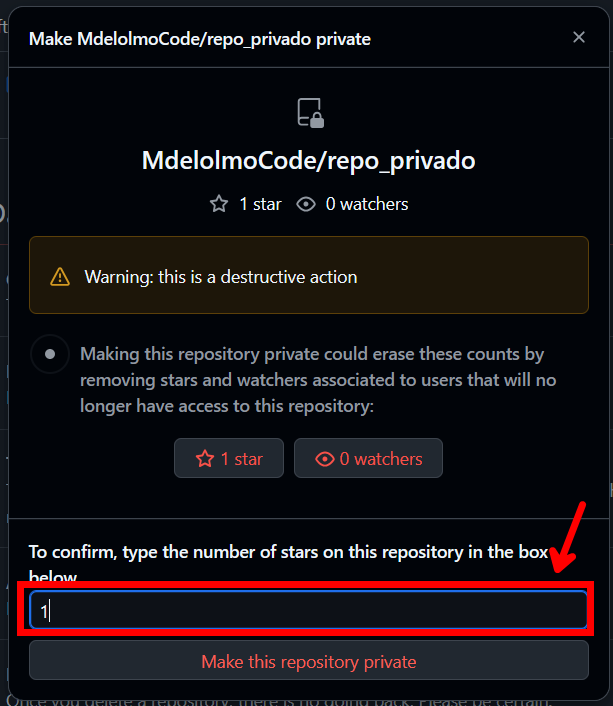 Make MdelolmoCode/repo_privado private
MdelolmoCode/repo_privado
1 star 0 watchers
Warning: this is a destructive action
Making this repository private could erase these counts by
removing stars and watchers associated to users that will no
longer have access to this repository:
1 star 0 watchers
To confirm, type the number of stars on this repository in the box
below
1
Make this repository private
Once you delete a repository, there is no going back. Please be certain.